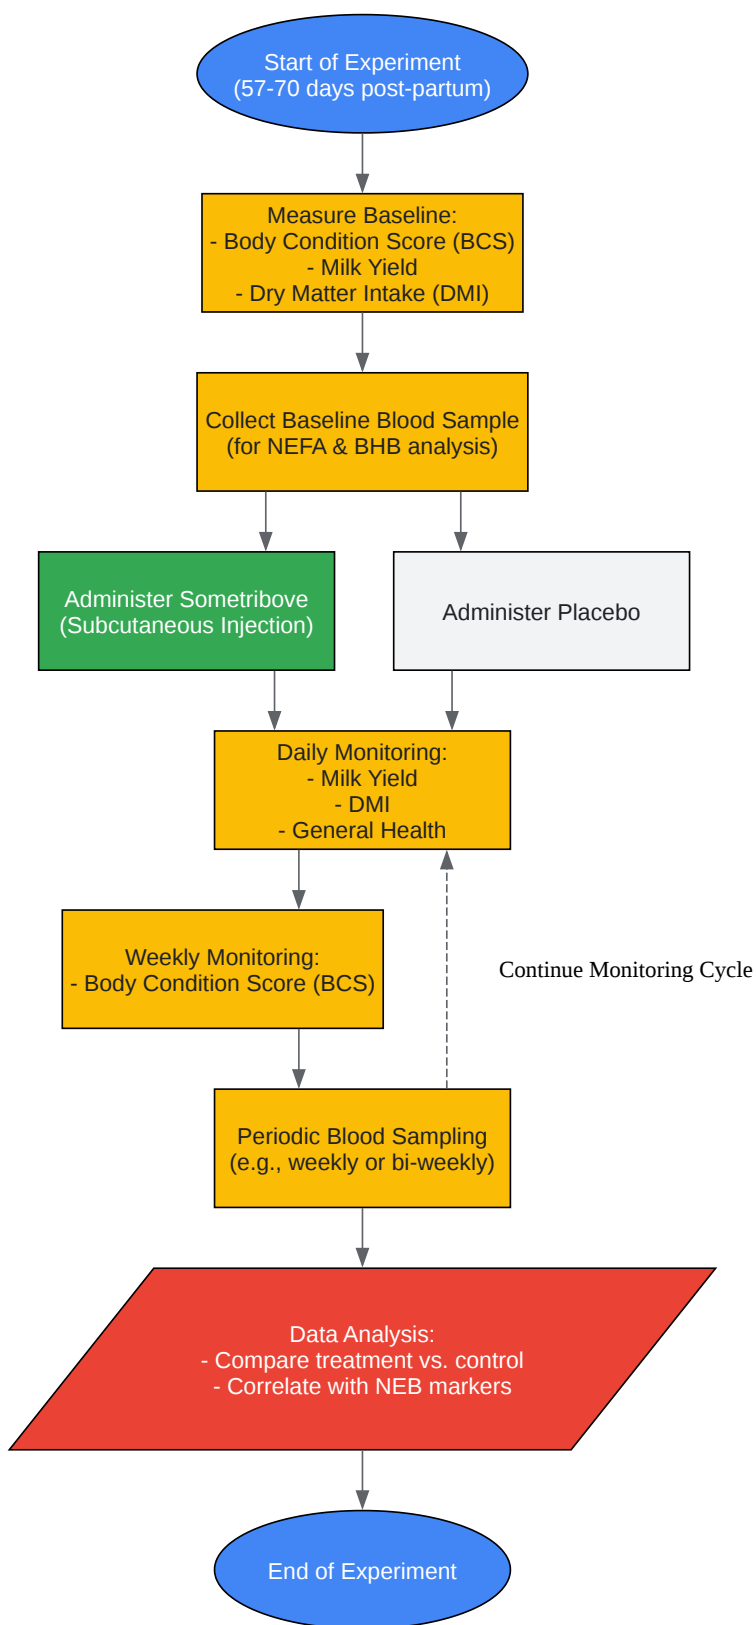 Start of Experiment
(57-70 days post-partum)
Measure Baseline:
- Body Condition Score (BCS)
- Milk Yield
- Dry Matter Intake (DMI)
Collect Baseline Blood Sample
(for NEFA & BHB analysis)
Administer Sometribove
(Subcutaneous Injection)
Administer Placebo
Daily Monitoring:
- Milk Yield
- DMI
- General Health
Weekly Monitoring:
- Body Condition Score (BCS)
Continue Monitoring Cycle
Periodic Blood Sampling
(e.g., weekly or bi-weekly)
Data Analysis:
- Compare treatment vs. control
- Correlate with NEB markers
End of Experiment